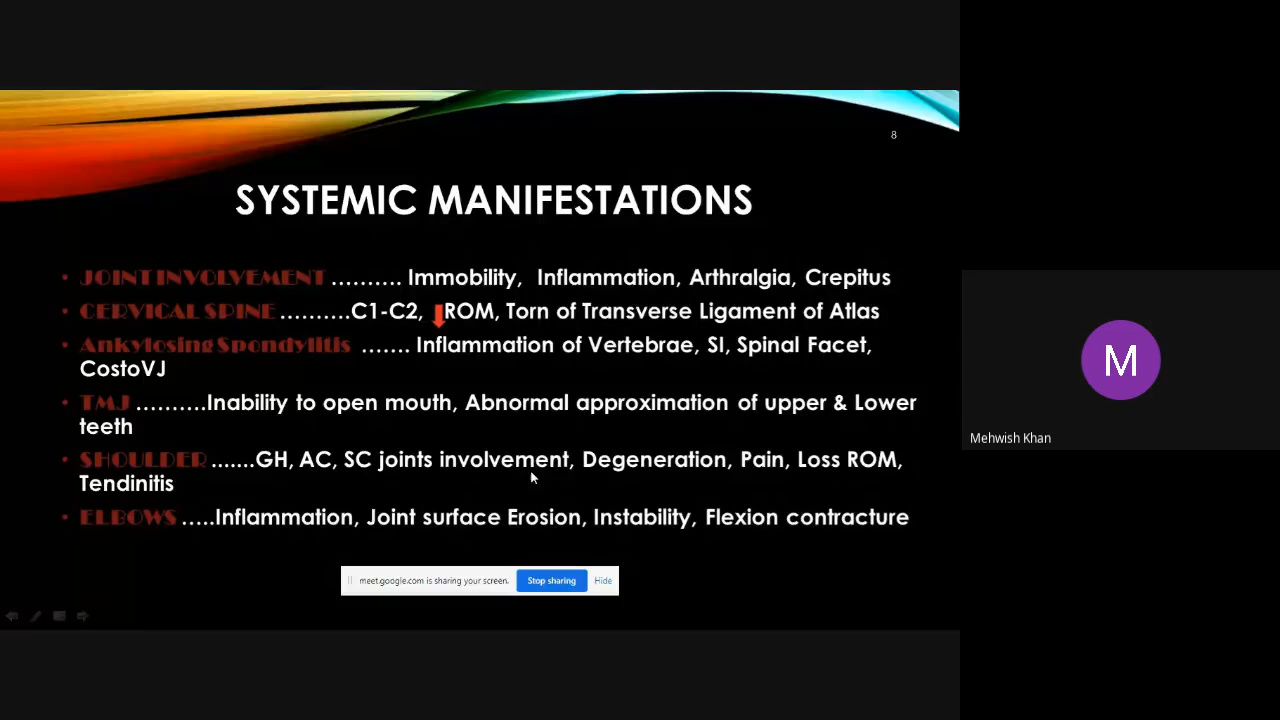 8
SYSTEMIC MANIFESTATIONS
• JOINT INVOLVEMENT .......... Immobility, Inflammation, Arthralgia, Crepitus
• CERVICAL SPINE ..........C1-C2, ROM, Torn of Transverse Ligament of Atlas
• Ankylosing Spondylitis ....... Inflammation of Vertebrae, SI, Spinal Facet,
CostoVJ
• TMJ ..........Inability to open mouth, Abnormal approximation of upper & Lower
teeth
• SHOULDER .......GH, AC, SC joints involvement, Degeneration, Pain, Loss ROM,
Tendinitis
• ELBOWS .....Inflammation, Joint surface Erosion, Instability, Flexion contracture
meet.google.com is sharing your screen. Stop sharing Hide
M
Mehwish Khan